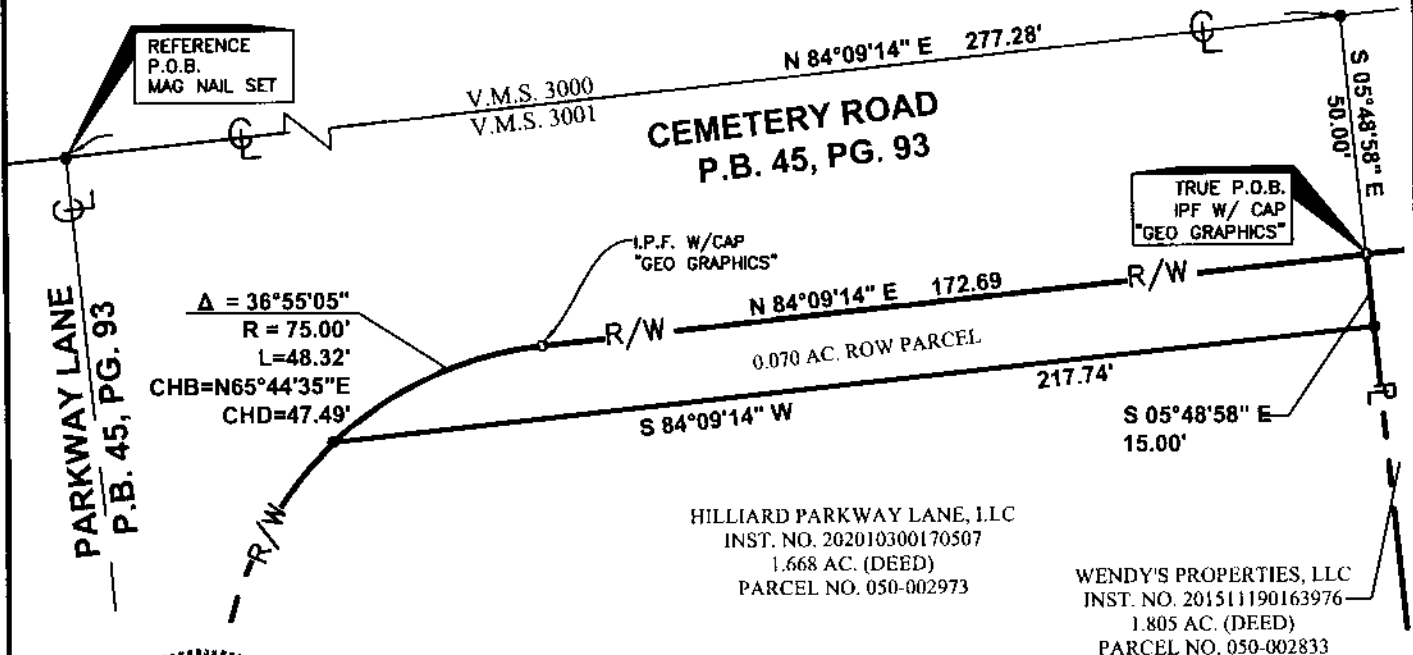 REFERENCE
P.O.B.
MAG NAIL SET
N 84°09'14" E 277.28'
V.M.S. 3000
V.M.S. 3001
CEMETERY ROAD
P.B. 45, PG. 93
S 05°48'58" E
50.00'
TRUE P.O.B.
IPF W/ CAP
"GEO GRAPHICS"
I.P.F. W/CAP
"GEO GRAPHICS"
R/W
N 84°09'14" E 172.69
R/W
PARKWAY LANE
P.B. 45, PG. 93
Δ = 36°55'05"
R = 75.00'
L=48.32'
CHB=N65°44'35"E
CHD=47.49'
0.070 AC. ROW PARCEL
217.74'
S 84°09'14" W
S 05°48'58" E
15.00'
PL
R/W
HILLIARD PARKWAY LANE, LLC
INST. NO. 202010300170507
1.668 AC. (DEED)
PARCEL NO. 050-002973
WENDY'S PROPERTIES, LLC
INST. NO. 201511190163976
1.805 AC. (DEED)
PARCEL NO. 050-002833